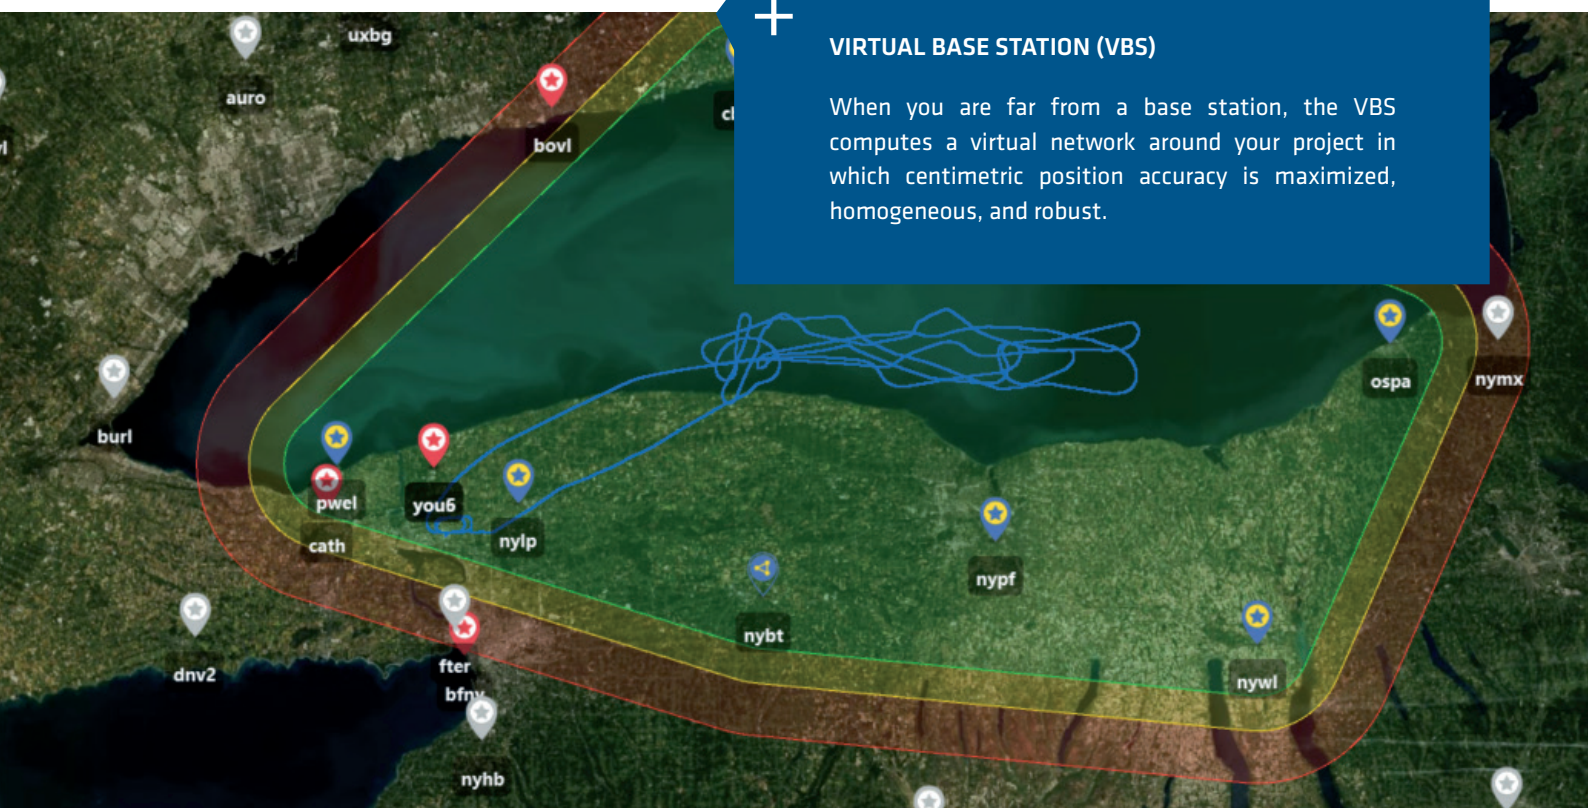 VIRTUAL BASE STATION (VBS)
When you are far from a base station, the VBS
computes a virtual network around your project in
which centimetric position accuracy is maximized,
homogeneous, and robust.
uxbg
auro
bovl
burl
ospa
nymx
pwel
you6
cath
nylp
nypf
nybt
dnv2
fter
nywl
bfny
nyhb